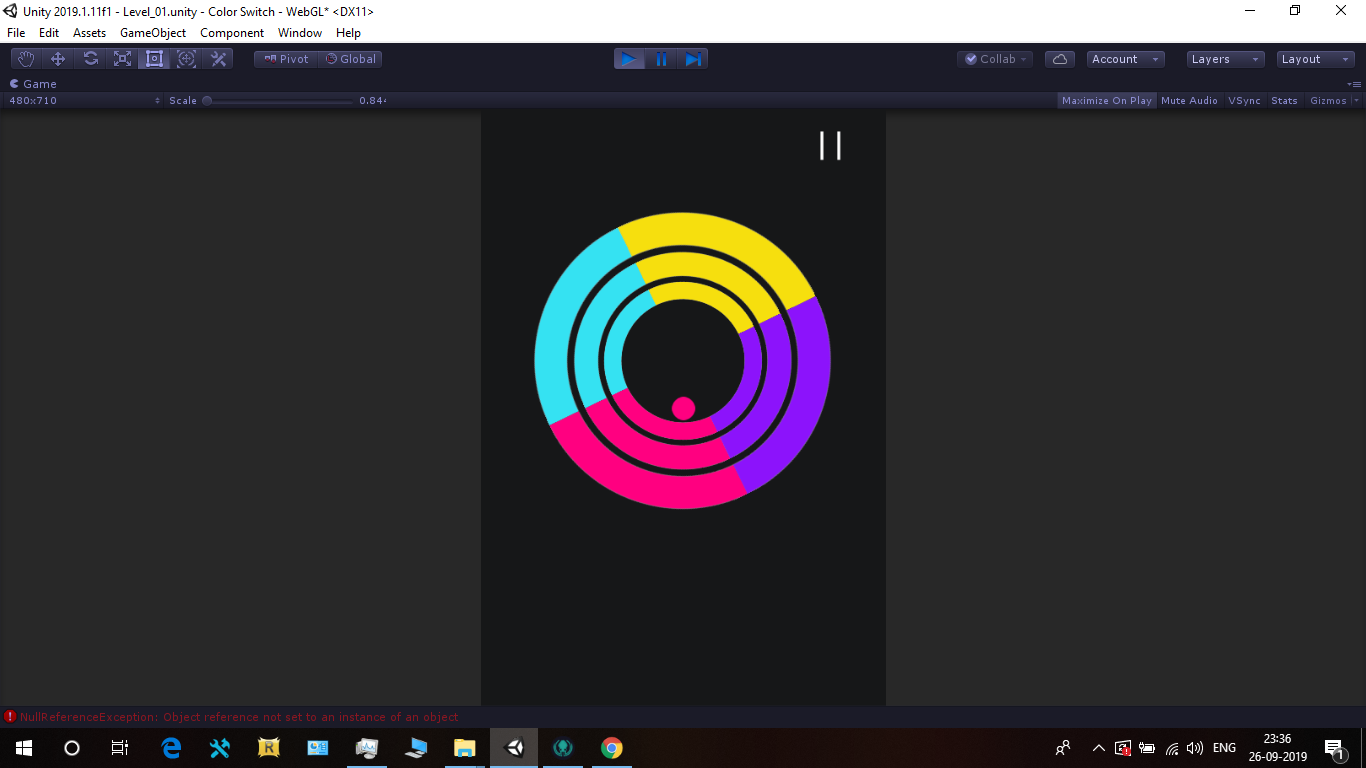 Unity 2019.1.11f1 - Level_01.unity - Color Switch - WebGL* <DX11>
File Edit Assets GameObject Component Window Help
Pivot Global Collab Account Layers Layout
Game
480x710 Scale 0.844 Maximize On Play Mute Audio VSync Stats Gizmos
NullReferenceException: Object reference not set to an instance of an object
R
ENG
23:36
26-09-2019
1